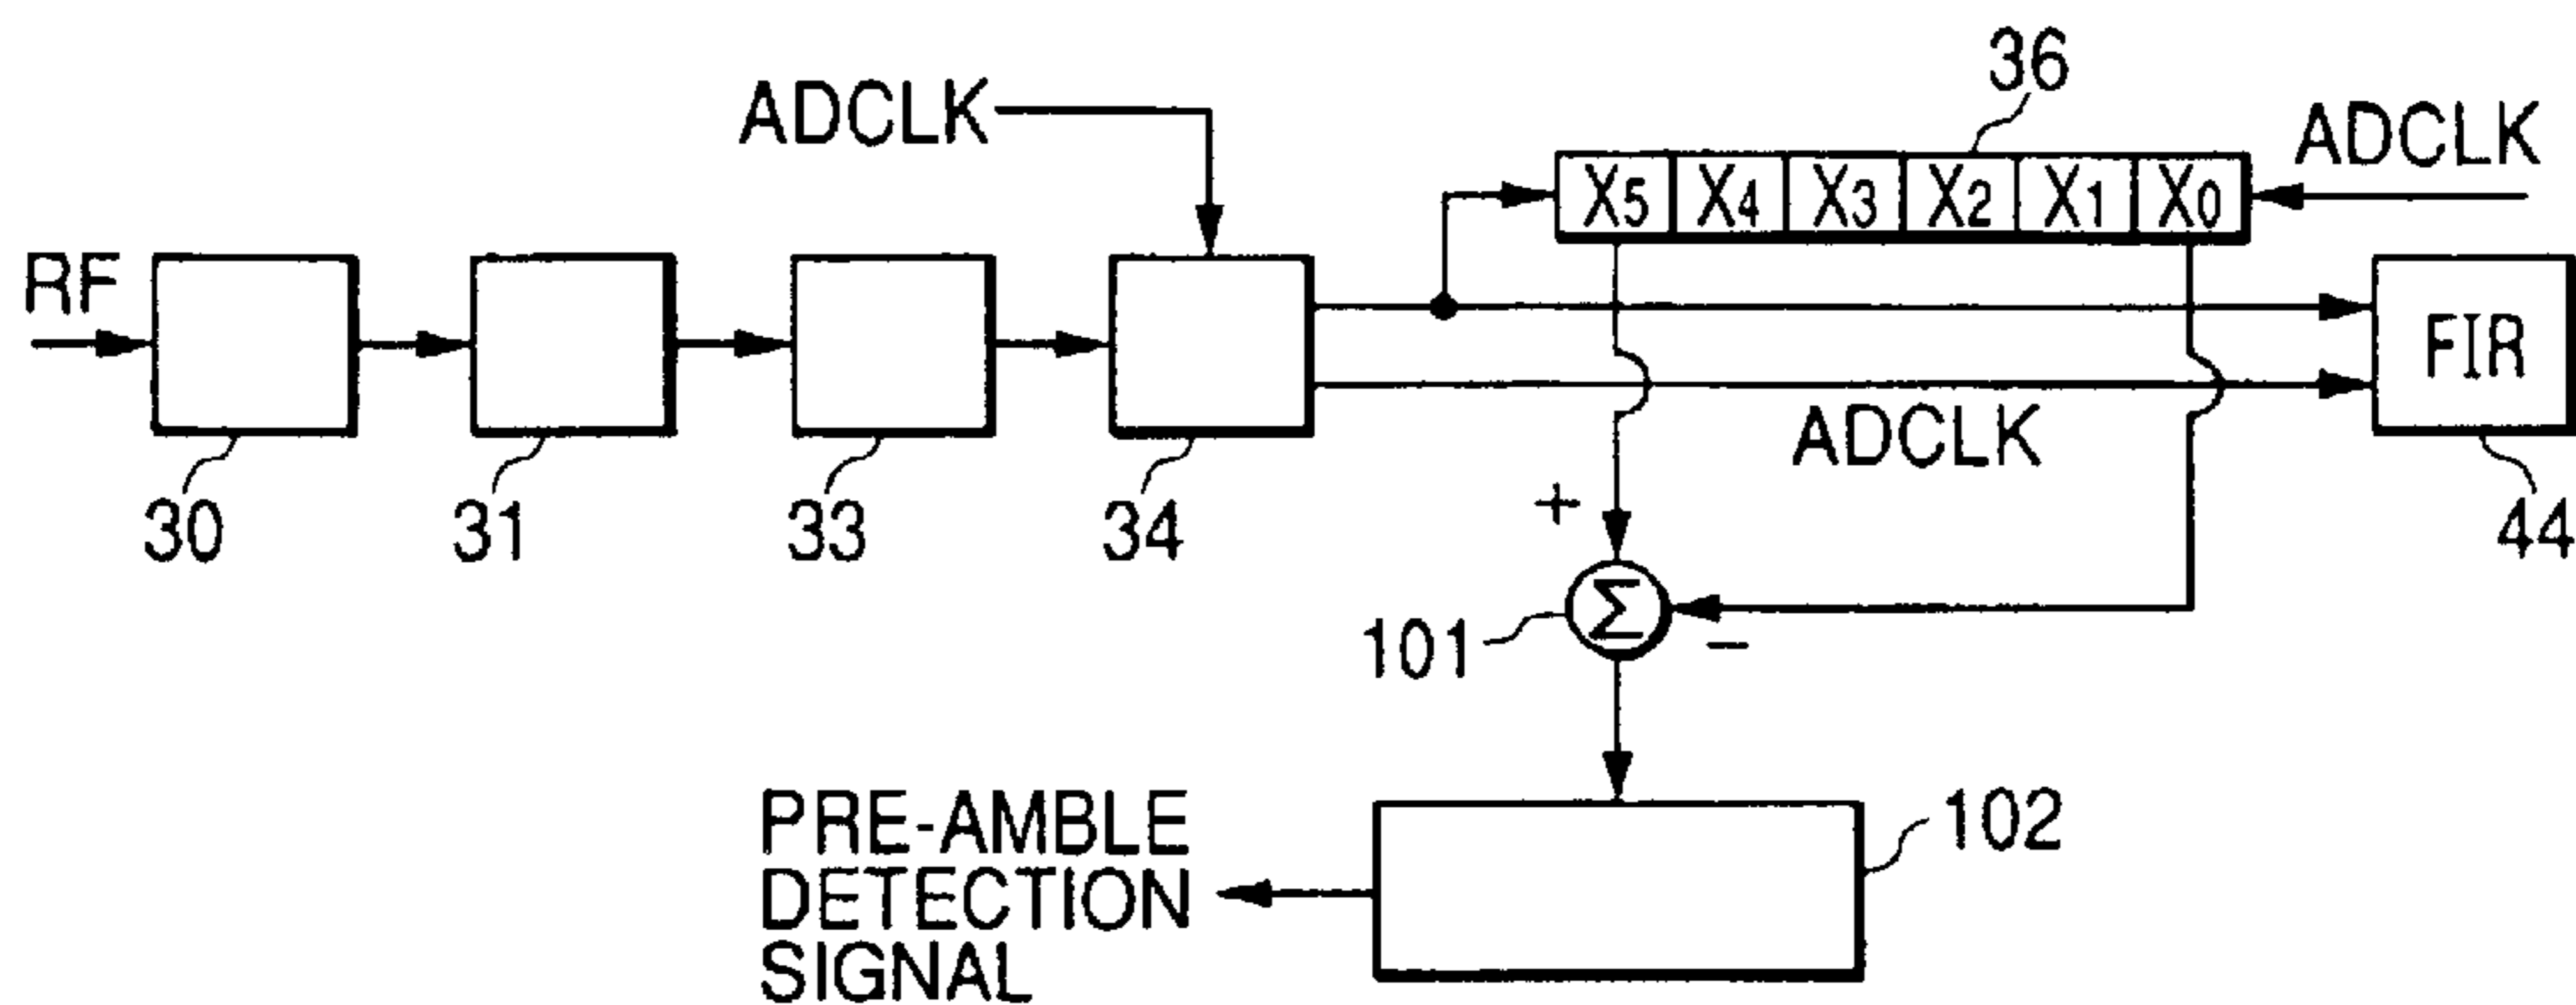 36
ADCLK
ADCLK
X5 X4 X3 X2 X1 X0
RF
FIR
ADCLK
30
31
33
34
44
+
Σ
101
−
PRE-AMBLE
DETECTION
SIGNAL
102